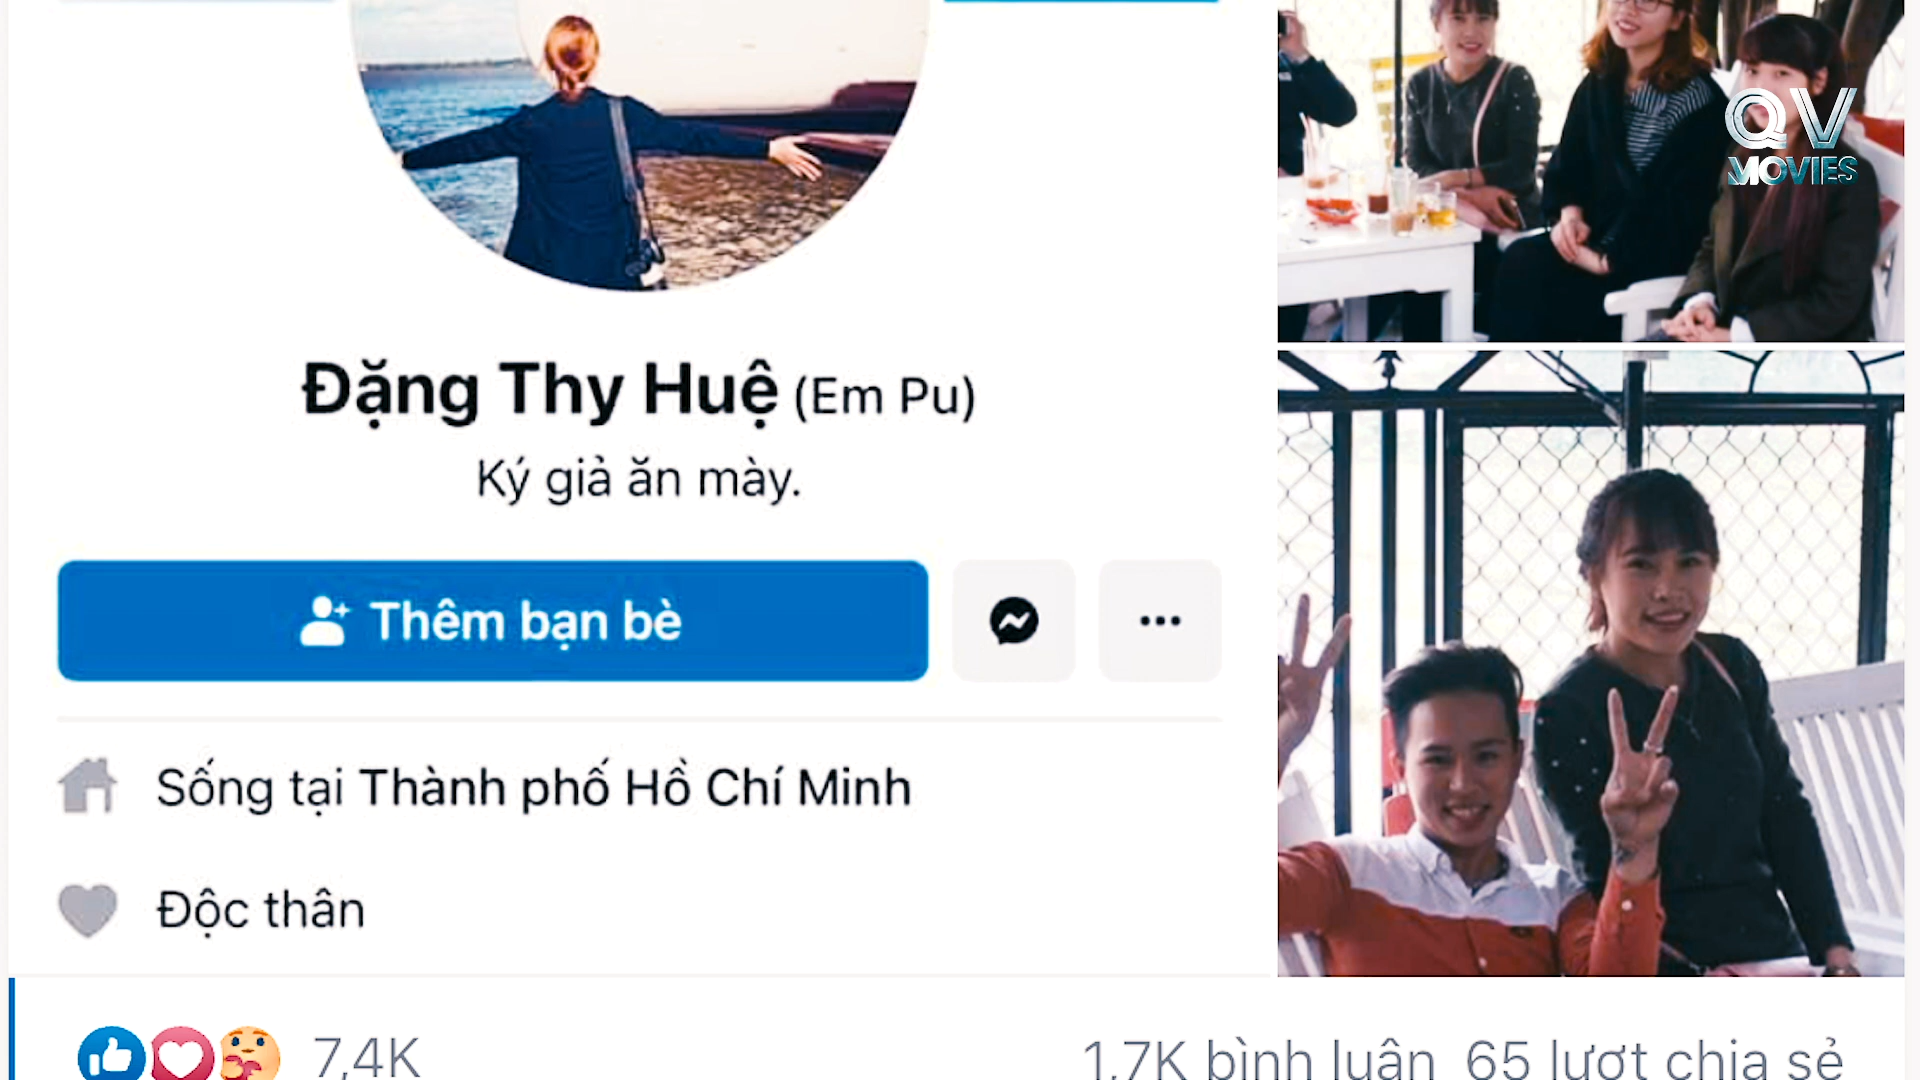 QV
MOVIES
Đặng Thy Huệ (Em Pu)
Ký giả ăn mày.
Thêm bạn bè
Sống tại Thành phố Hồ Chí Minh
Độc thân
7,4K
1,7K bình luận 65 lượt chia sẻ